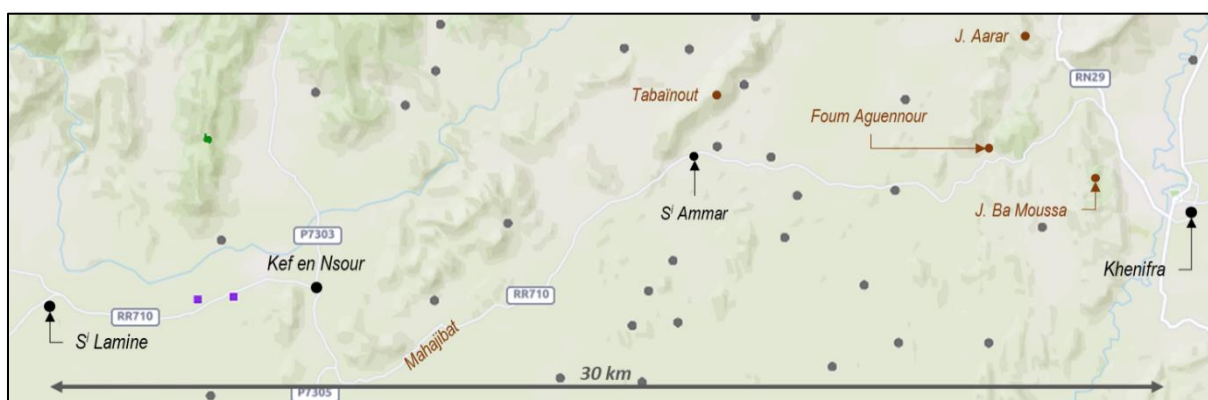 J. Aarar
RN29
Tabaïnout
Foum Aguennour
Sⁱ Ammar
J. Ba Moussa
P7303
Kef en Nsour
Khenifra
RR710
RR710
Sⁱ Lamine
Mahajibat
30 km
P7305